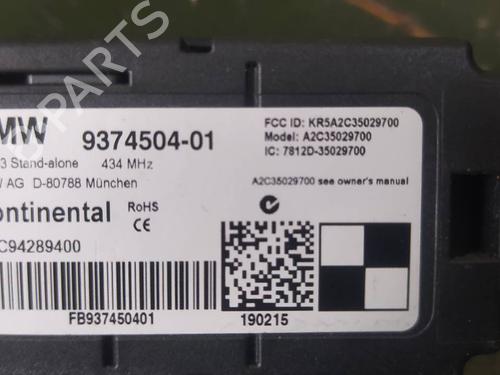 MW 9374504-01
3 Stand-alone 434 MHz
AG D-80788 München
ontinental RoHS
CE
C94289400
FB937450401
FCC ID: KR5A2C35029700
Model: A2C35029700
IC: 7812D-35029700
A2C35029700 see owner's manual
190215
B-PARTS